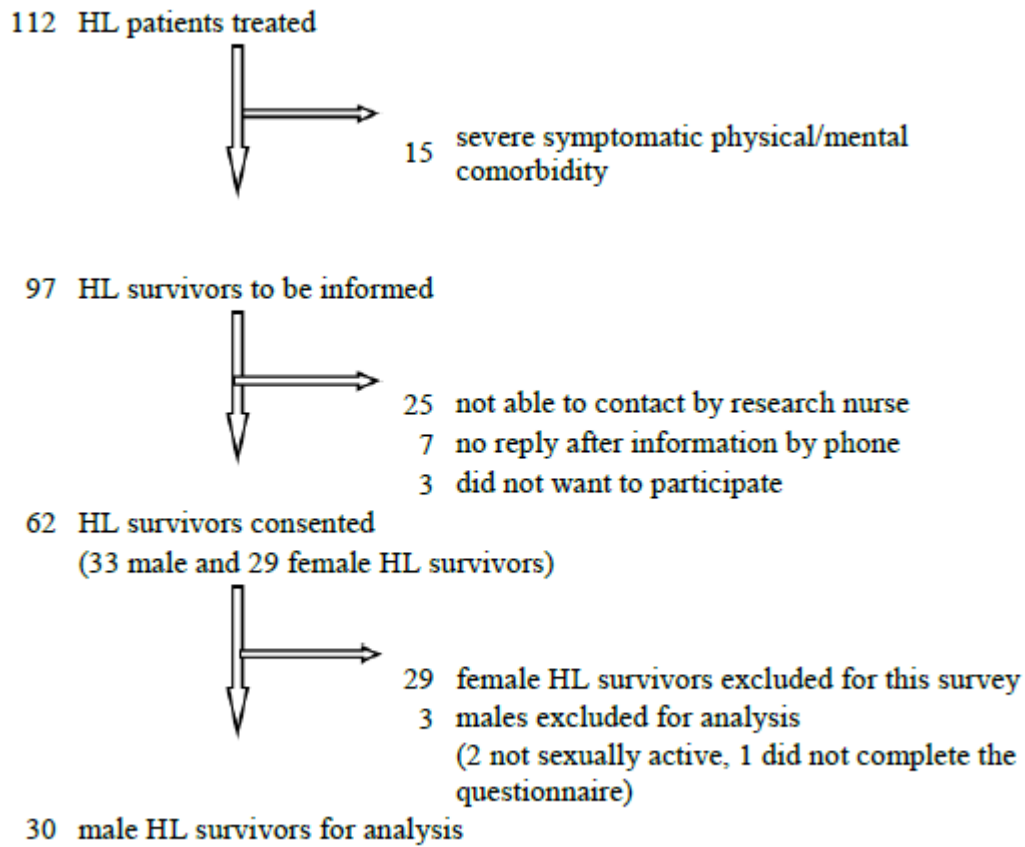 112 HL patients treated
15 severe symptomatic physical/mental
comorbidity
97 HL survivors to be informed
25 not able to contact by research nurse
7 no reply after information by phone
3 did not want to participate
62 HL survivors consented
(33 male and 29 female HL survivors)
29 female HL survivors excluded for this survey
3 males excluded for analysis
(2 not sexually active, 1 did not complete the
questionnaire)
30 male HL survivors for analysis